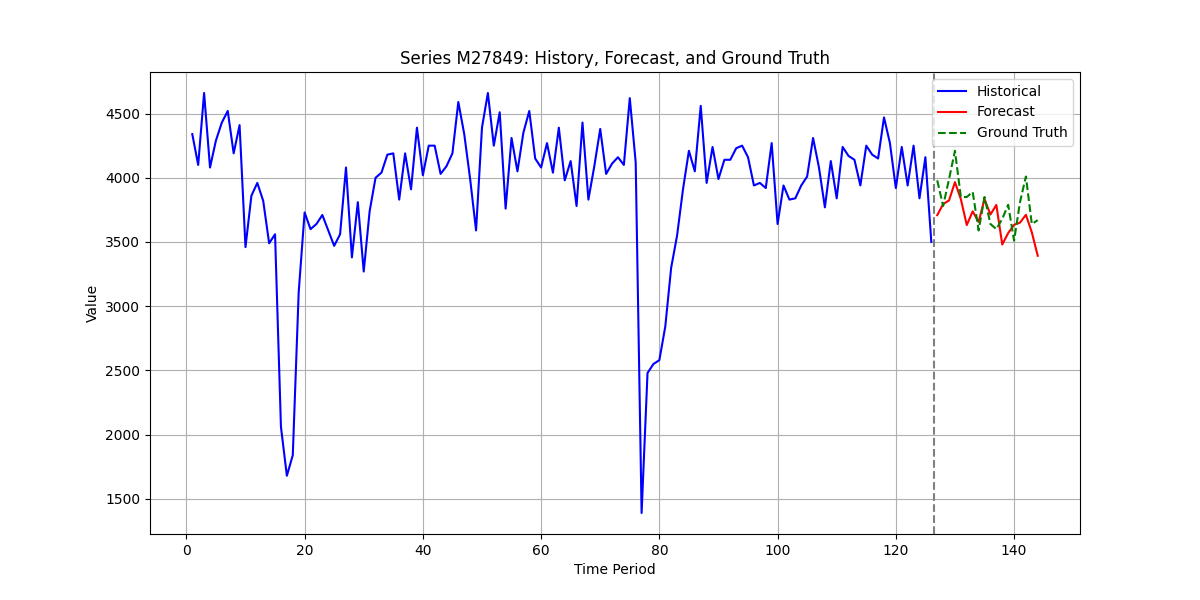 Series M27849: History, Forecast, and Ground Truth
Historical
Forecast
Ground Truth
4500
4000
3500
3000
2500
2000
1500
Value
0 20 40 60 80 100 120 140
Time Period